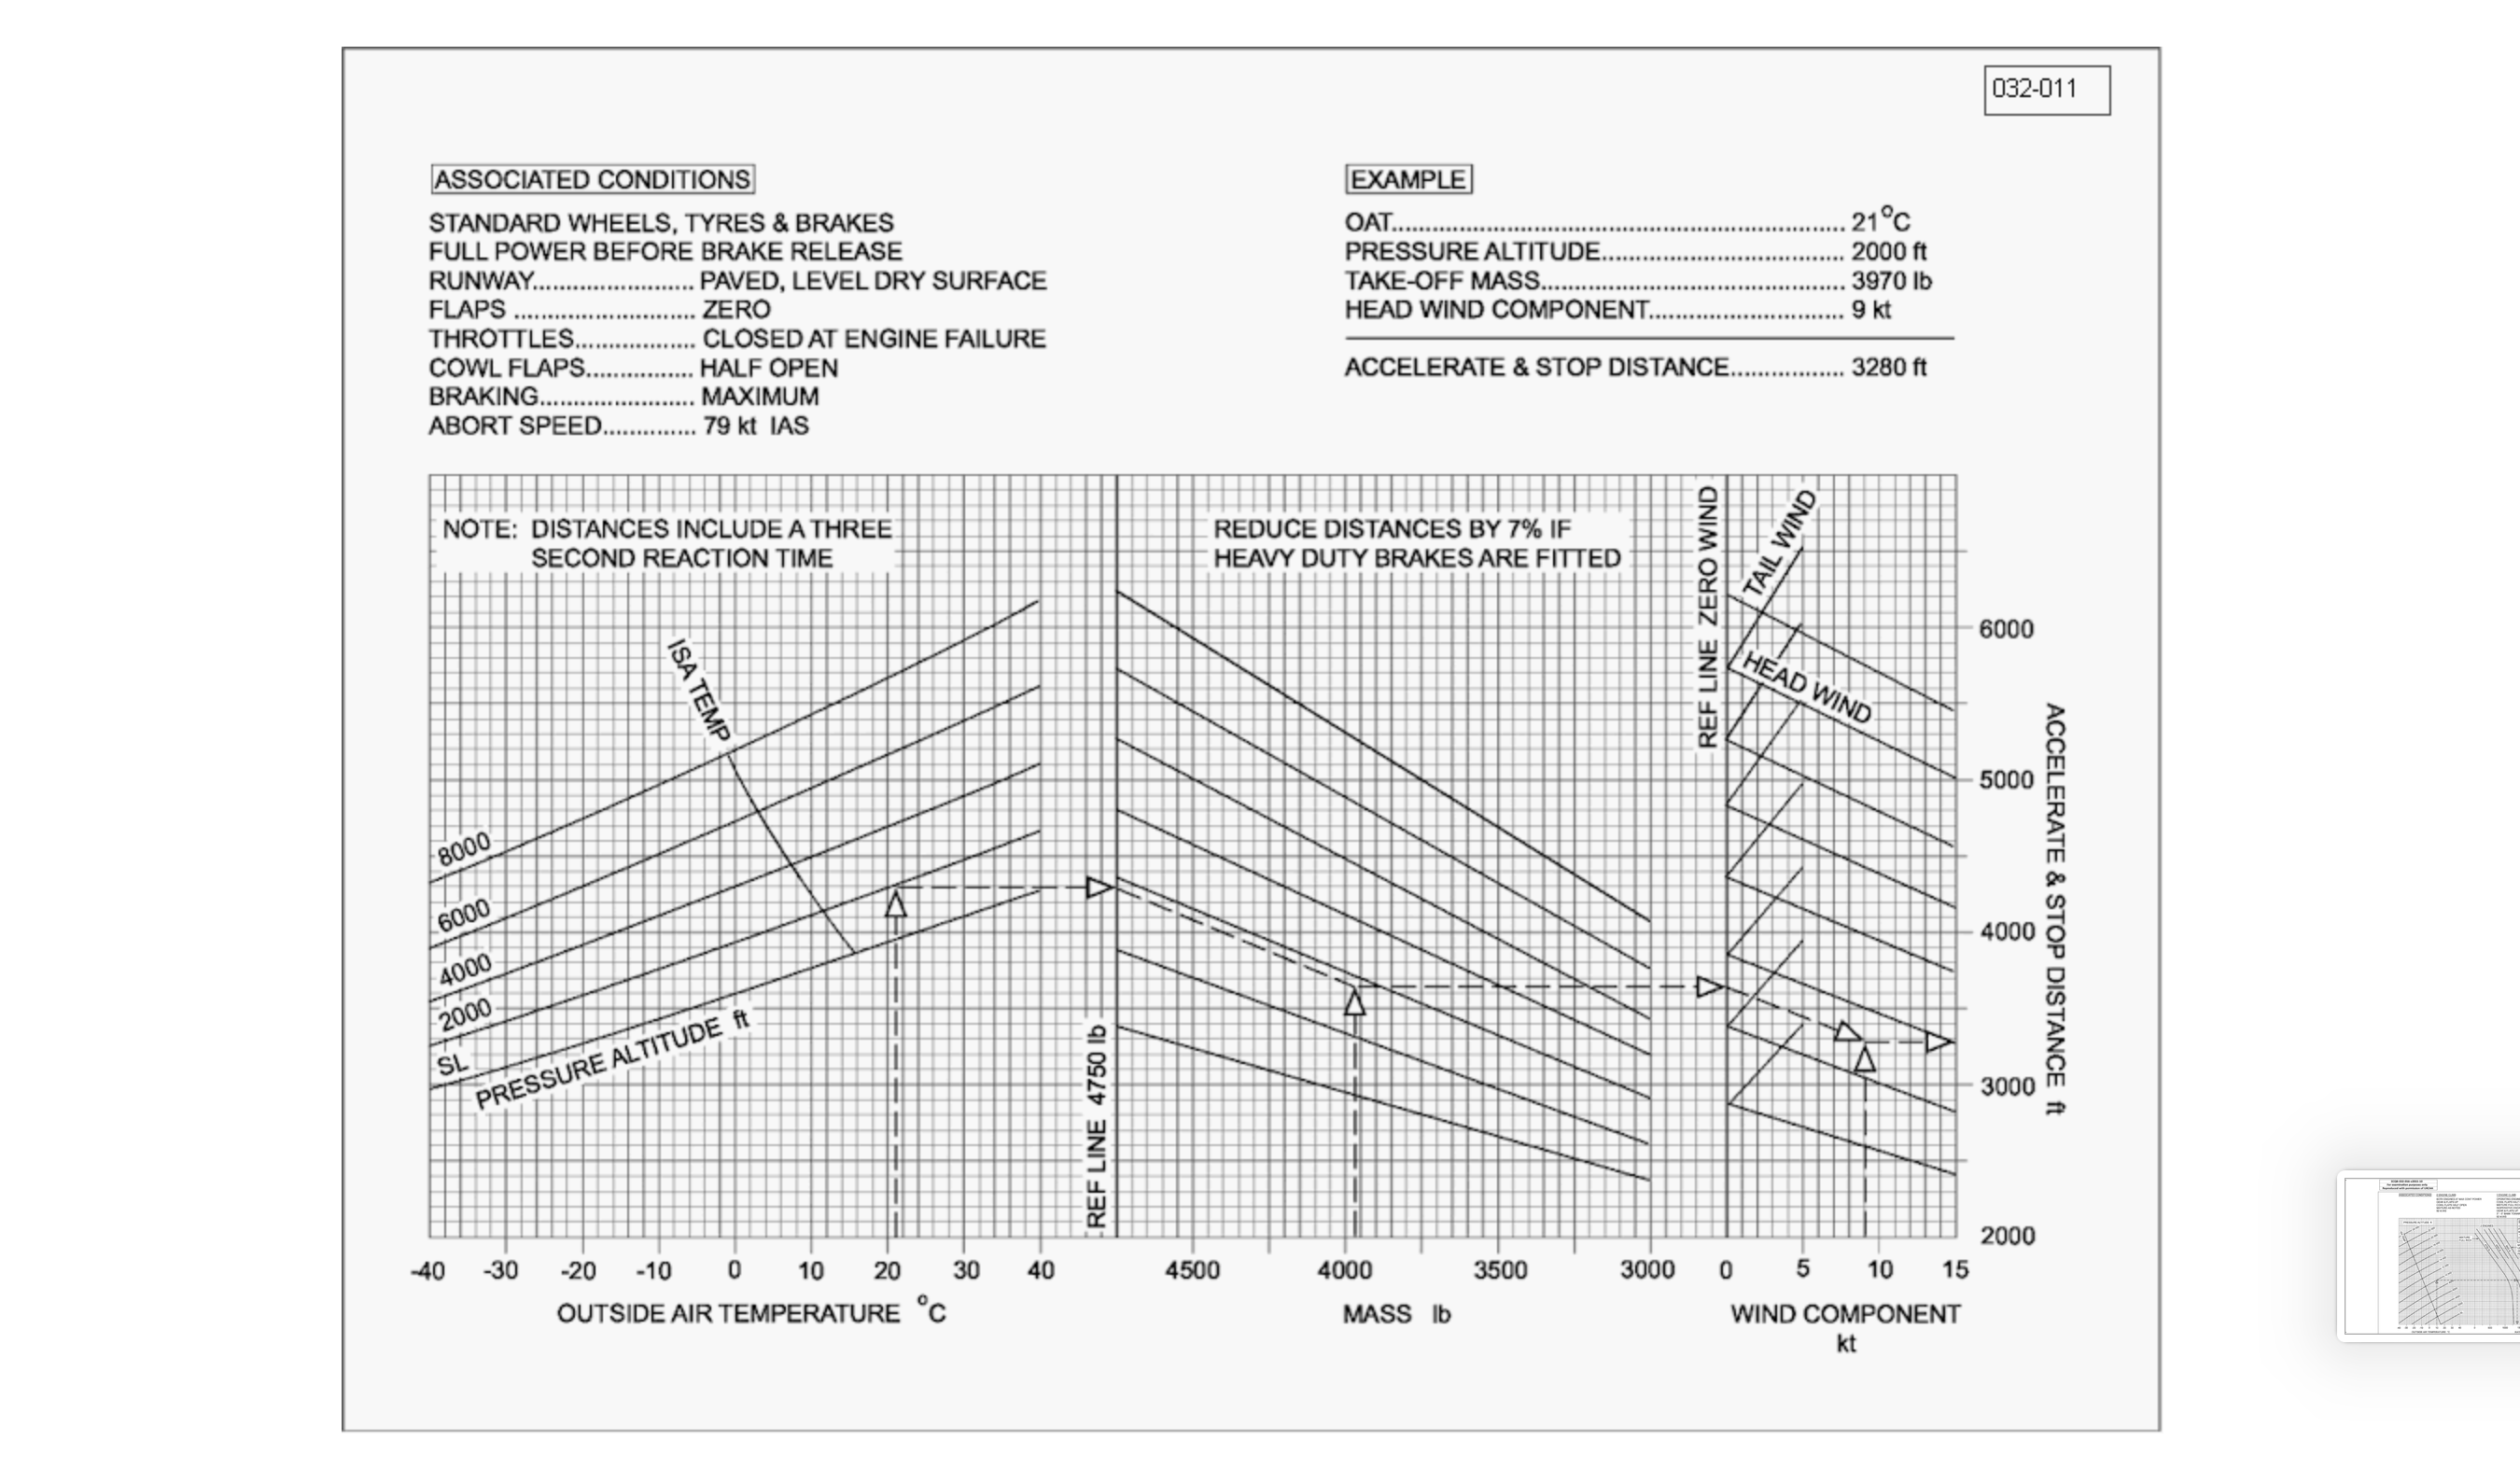 032-011
ASSOCIATED CONDITIONS
STANDARD WHEELS, TYRES & BRAKES
FULL POWER BEFORE BRAKE RELEASE
RUNWAY........................ PAVED, LEVEL DRY SURFACE
FLAPS ........................... ZERO
THROTTLES.................. CLOSED AT ENGINE FAILURE
COWL FLAPS................ HALF OPEN
BRAKING....................... MAXIMUM
ABORT SPEED.............. 79 kt IAS
EXAMPLE
OAT.................................................................... 21°C
PRESSURE ALTITUDE.................................... 2000 ft
TAKE-OFF MASS............................................. 3970 lb
HEAD WIND COMPONENT............................. 9 kt
ACCELERATE & STOP DISTANCE................. 3280 ft
NOTE: DISTANCES INCLUDE A THREE
SECOND REACTION TIME
REDUCE DISTANCES BY 7% IF
HEAVY DUTY BRAKES ARE FITTED
ISA TEMP
8000
6000
4000
2000
SL
PRESSURE ALTITUDE ft
REF LINE 4750 lb
REF LINE ZERO WIND
TAIL WIND
HEAD WIND
6000
5000
4000
3000
2000
ACCELERATE & STOP DISTANCE ft
-40 -30 -20 -10 0 10 20 30 40 4500 4000 3500 3000 0 5 10 15
OUTSIDE AIR TEMPERATURE °C
MASS lb
WIND COMPONENT
kt